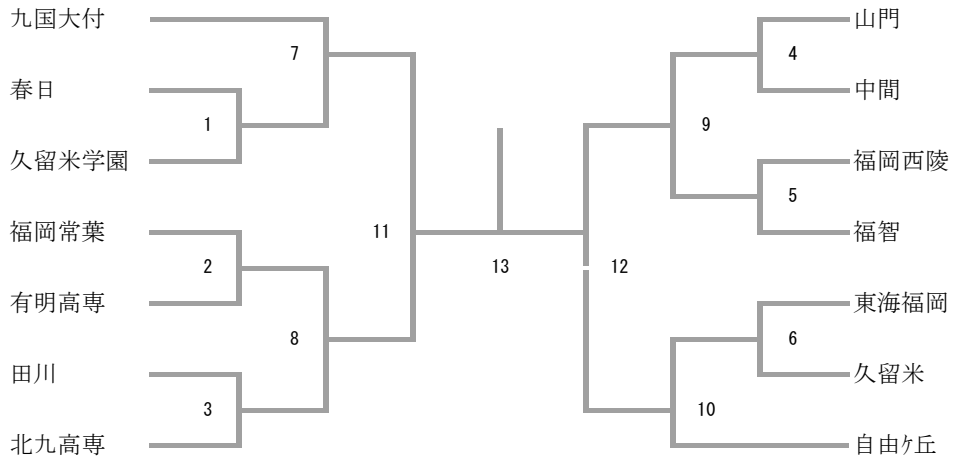 九国大付
春日
久留米学園
福岡常葉
有明高専
田川
北九高専
7
1
2
8
3
11
13
12
9
4
5
6
10
山門
中間
福岡西陵
福智
東海福岡
久留米
自由ｹ丘